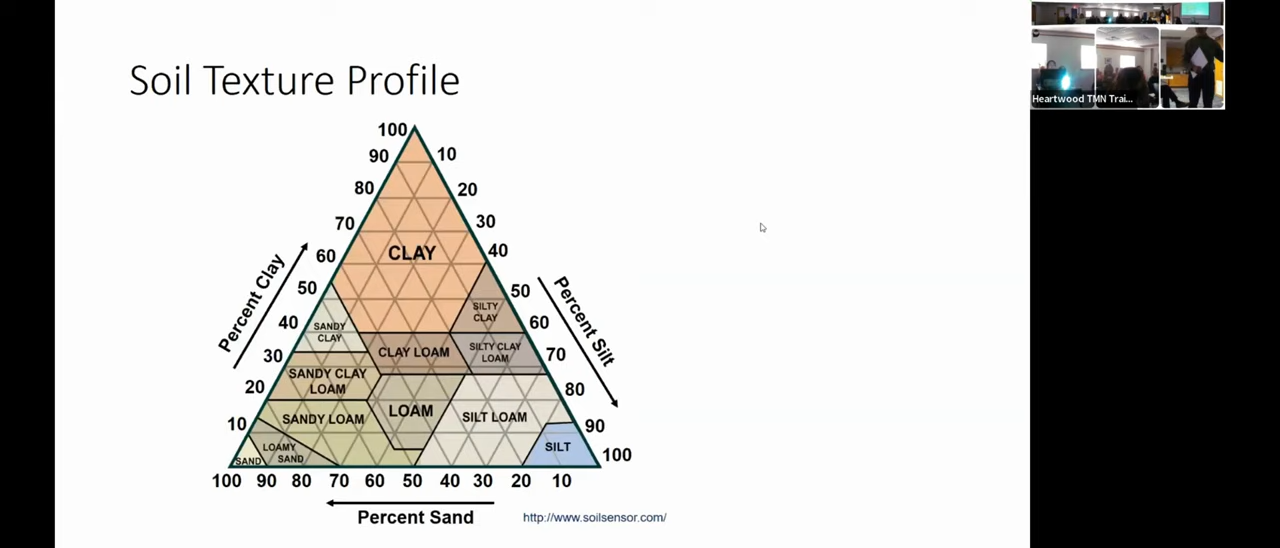 Soil Texture Profile
100
90
80
70
60
50
40
30
20
10
Percent Clay
10
20
30
40
50
60
70
80
90
100
Percent Silt
CLAY
SILTY
CLAY
SANDY
CLAY
CLAY LOAM
SILTY CLAY
LOAM
SANDY CLAY
LOAM
LOAM
SANDY LOAM
SILT LOAM
LOAMY
SAND
SAND
SILT
100 90 80 70 60 50 40 30 20 10
Percent Sand
http://www.soilsensor.com/
Heartwood TMN Trai...